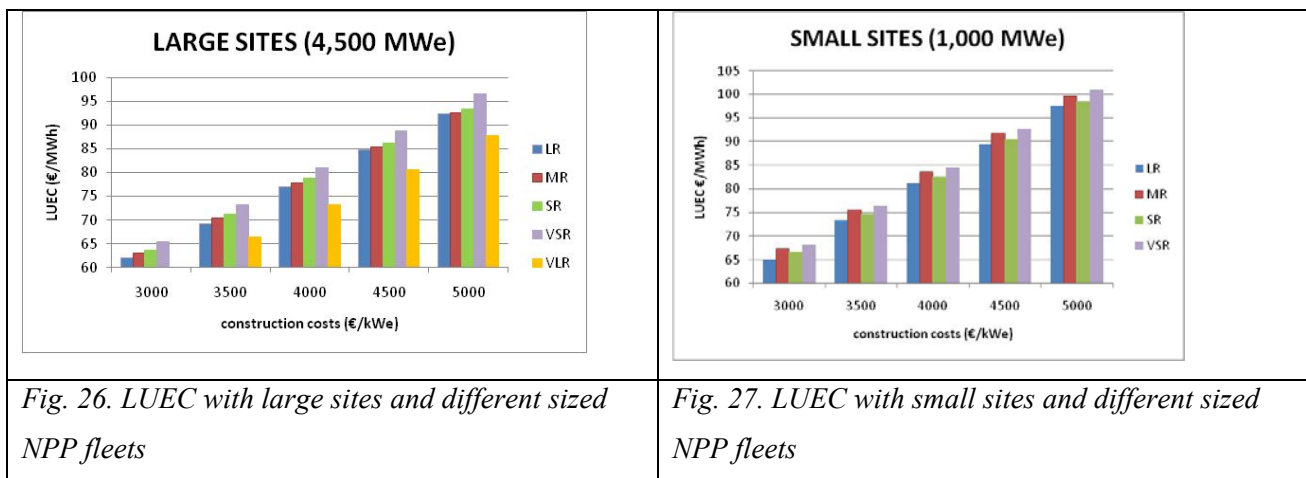 LARGE SITES (4,500 MWe)
100
95
90
85
80
75
70
65
60
LUEC (€/MWh)
3000 3500 4000 4500 5000
construction costs (€/kWe)
LR
MR
SR
VSR
VLR
Fig. 26. LUEC with large sites and different sized
NPP fleets
SMALL SITES (1,000 MWe)
105
100
95
90
85
80
75
70
65
60
LUEC €/MWh)
3000 3500 4000 4500 5000
construction costs (€/kWe)
LR
MR
SR
VSR
Fig. 27. LUEC with small sites and different sized
NPP fleets